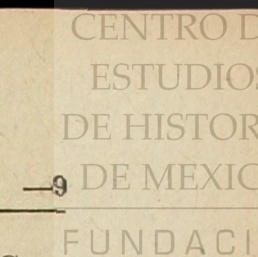 CENTRO D
ESTUDIOS
DE HISTOR
DE MEXIC
—9
FUNDACI